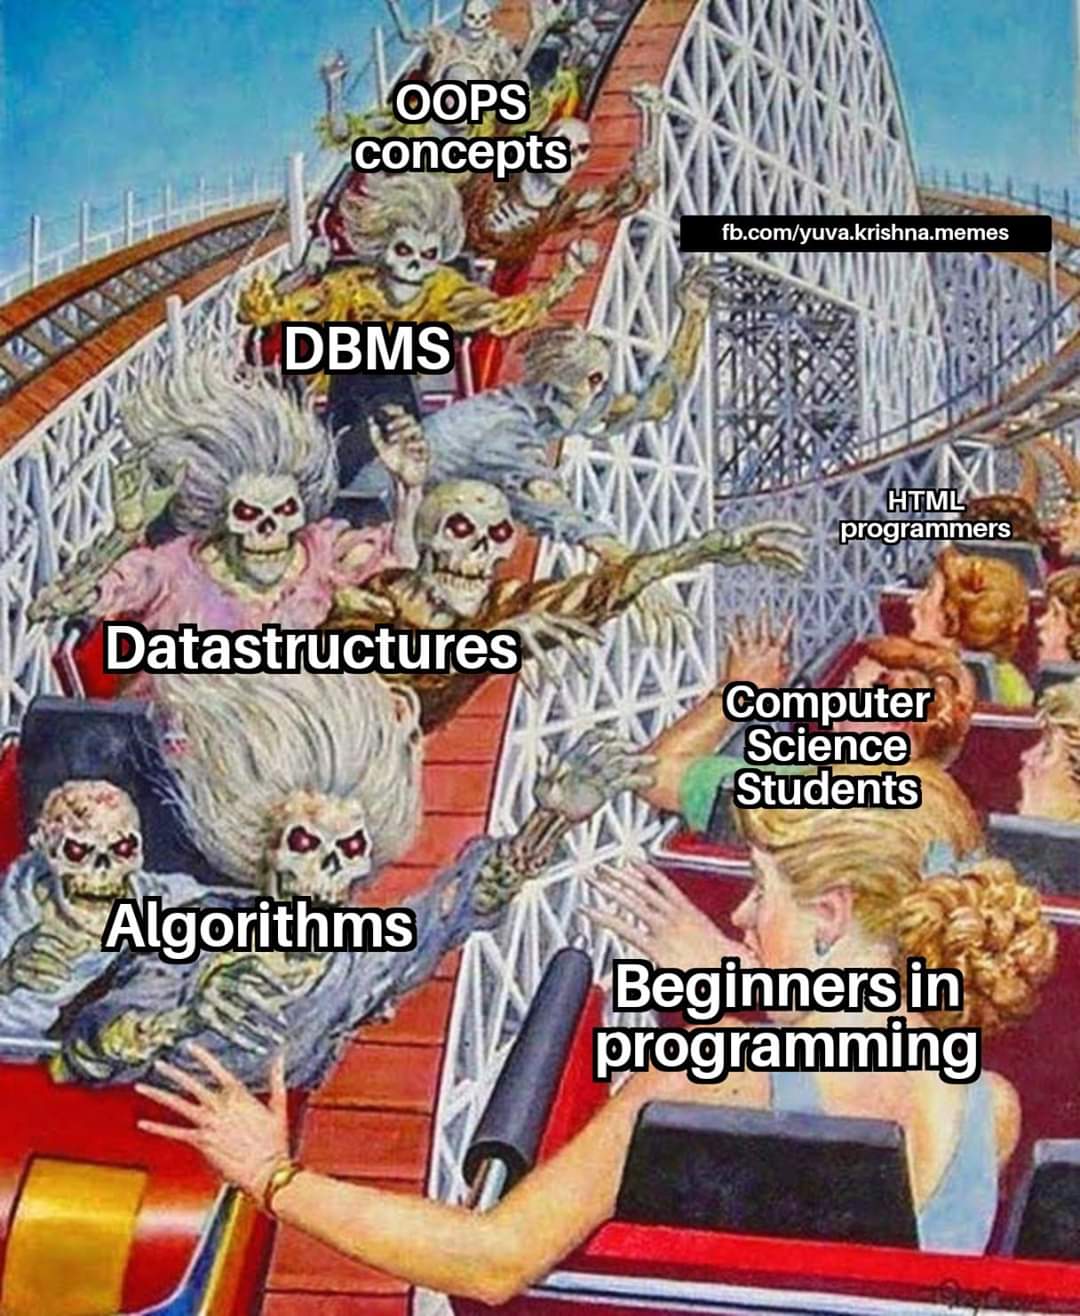 OOPS
concepts
fb.com/yuva.krishna.memes
DBMS
HTML
programmers
Datastructures
Computer
Science
Students
Algorithms
Beginners in
programming